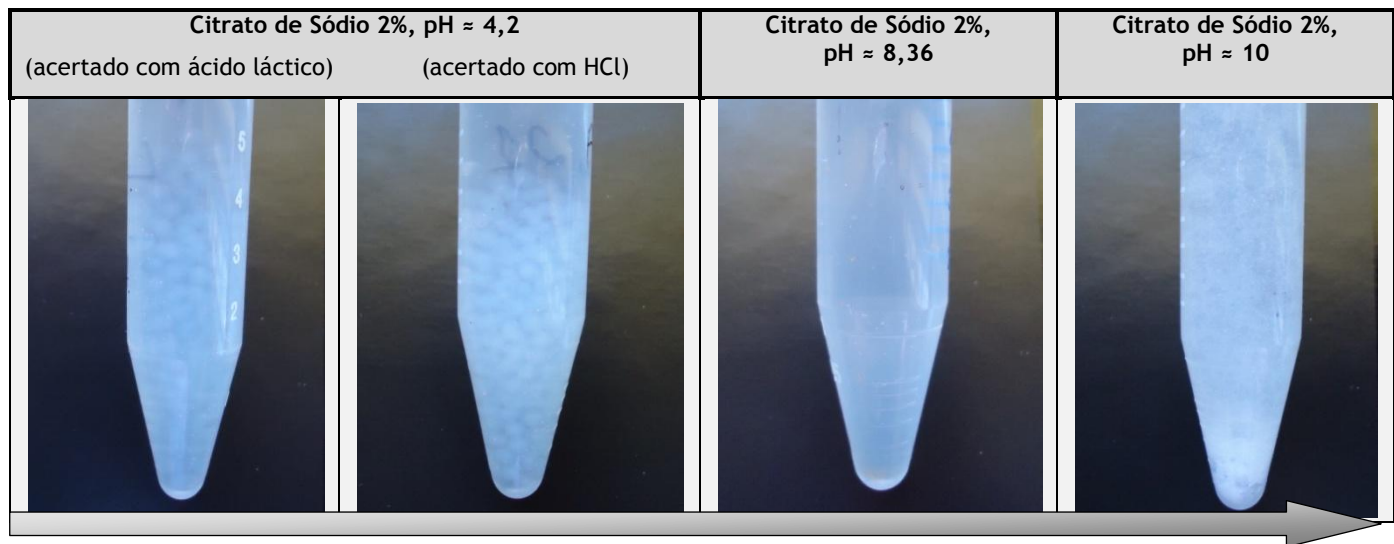 Citrato de Sódio 2%, pH ≈ 4,2
(acertado com ácido láctico) (acertado com HCl)
Citrato de Sódio 2%,
pH ≈ 8,36
Citrato de Sódio 2%,
pH ≈ 10
5
4
3
2